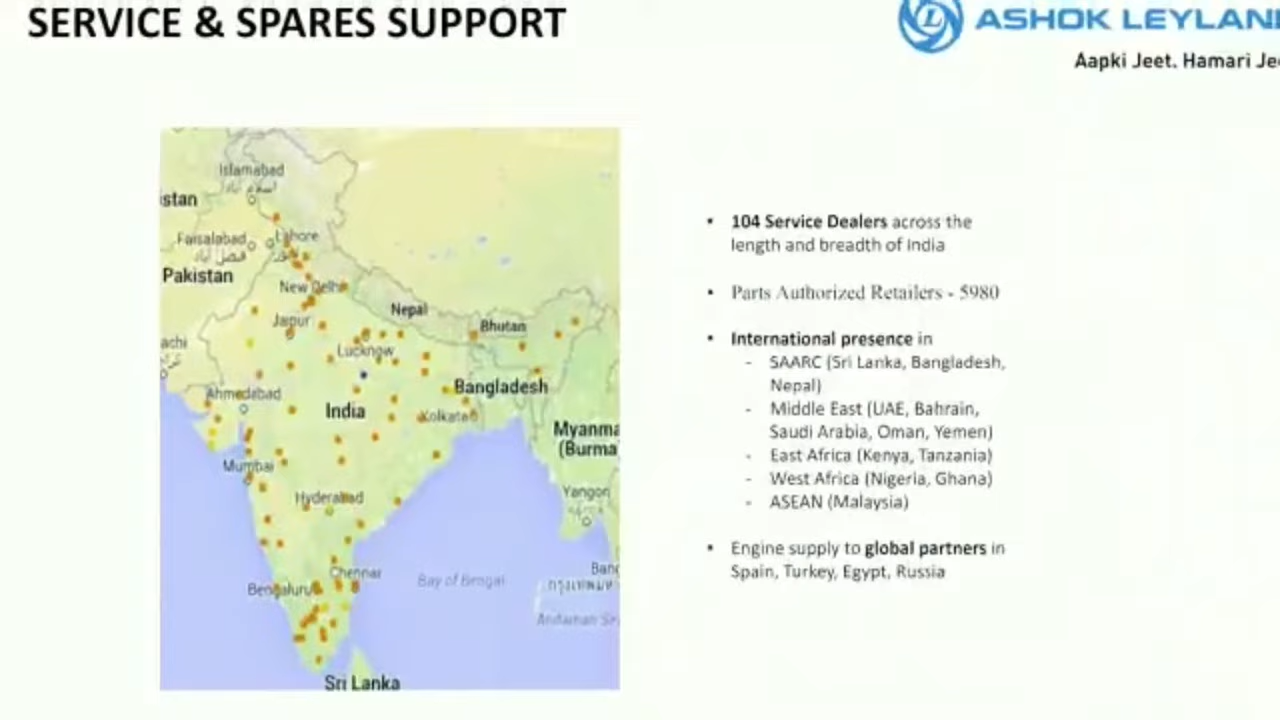 SERVICE & SPARES SUPPORT
ASHOK LEYLAN
Aapki Jeet. Hamari Je
Islamabad
istan
Faisalabad
Lahore
Pakistan
New Delhi
Nepal
Jaipur
Bhutan
achi
Lucknow
Ahmedabad
Bangladesh
India
Kolkata
Myanma
(Burma
Mumbai
Yangon
Hyderabad
Chennai
Bengaluru
Bay of Bengal
Bang
Andaman Se
Sri Lanka
• 104 Service Dealers across the
length and breadth of India
• Parts Authorized Retailers - 5980
• International presence in
- SAARC (Sri Lanka, Bangladesh,
Nepal)
- Middle East (UAE, Bahrain,
Saudi Arabia, Oman, Yemen)
- East Africa (Kenya, Tanzania)
- West Africa (Nigeria, Ghana)
- ASEAN (Malaysia)
• Engine supply to global partners in
Spain, Turkey, Egypt, Russia